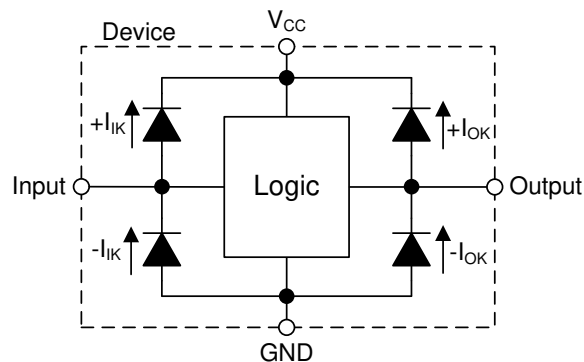 V_CC
Device
+I_IK
+I_OK
Input
Logic
Output
-I_IK
-I_OK
GND